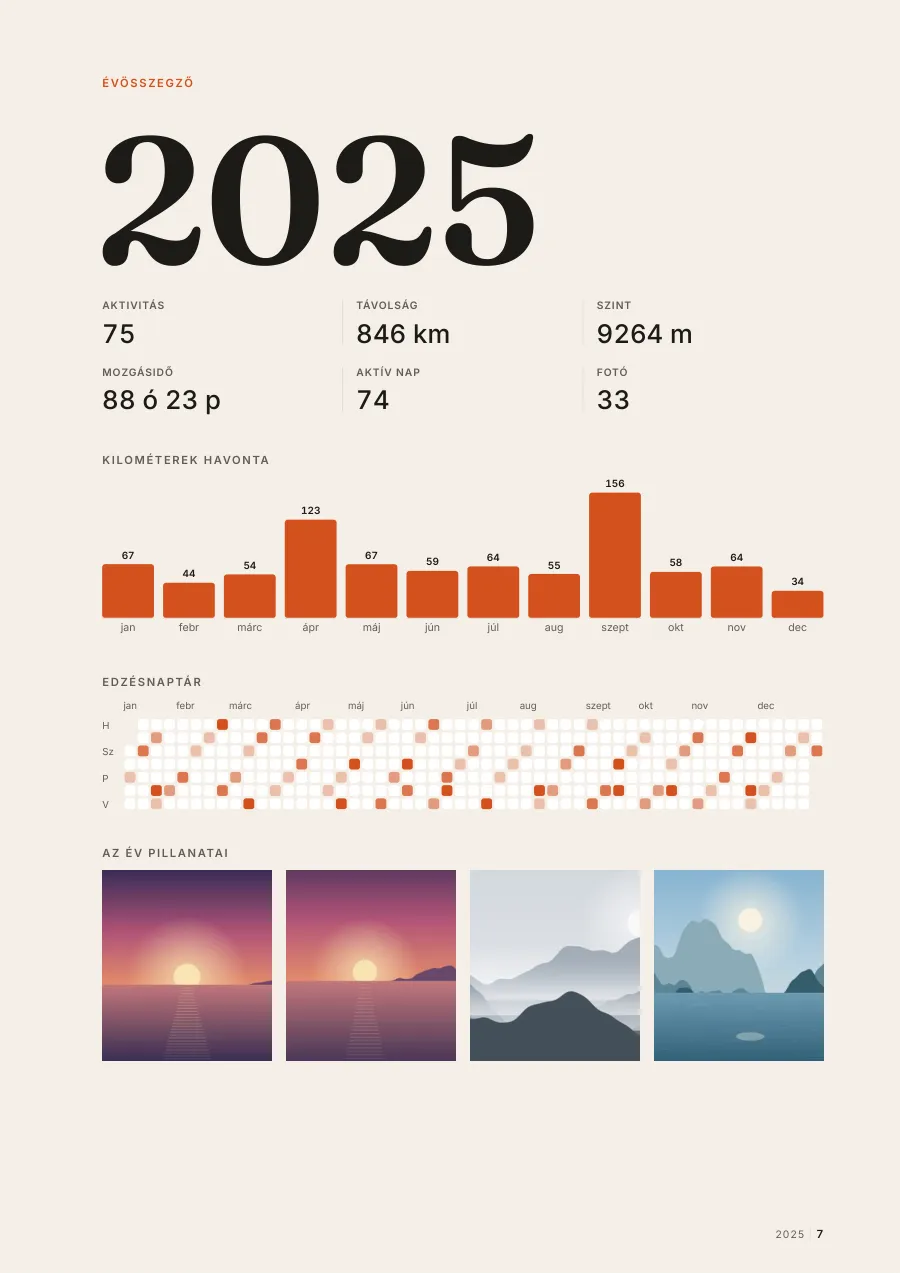 ÉVÖSSZEGZŐ
2025
AKTIVITÁS
75
TÁVOLSÁG
846 km
SZINT
9264 m
MOZGÁSIDŐ
88 ó 23 p
AKTÍV NAP
74
FOTÓ
33
KILOMÉTEREK HAVONTA
67 44 54 123 67 59 64 55 156 58 64 34
jan febr márc ápr máj jún júl aug szept okt nov dec
EDZÉSNAPTÁR
jan febr márc ápr máj jún júl aug szept okt nov dec
H
Sz
P
V
AZ ÉV PILLANATAI
2025 7